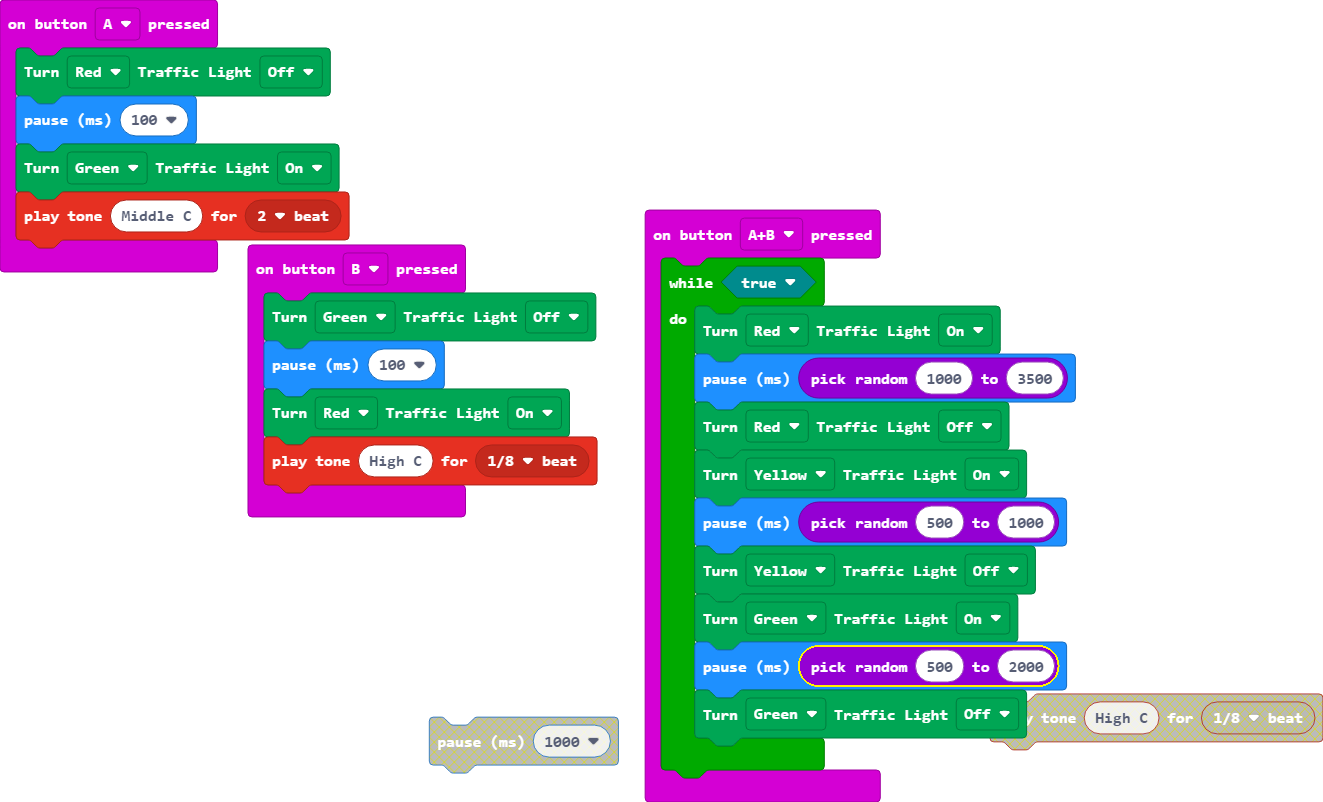 on button A pressed
Turn Red Traffic Light Off
pause (ms) 100
Turn Green Traffic Light On
play tone Middle C for 2 beat
on button B pressed
Turn Green Traffic Light Off
pause (ms) 100
Turn Red Traffic Light On
play tone High C for 1/8 beat
on button A+B pressed
while true
do
Turn Red Traffic Light On
pause (ms) pick random 1000 to 3500
Turn Red Traffic Light Off
Turn Yellow Traffic Light On
pause (ms) pick random 500 to 1000
Turn Yellow Traffic Light Off
Turn Green Traffic Light On
pause (ms) pick random 500 to 2000
Turn Green Traffic Light Off
y tone High C for 1/8 beat
pause (ms) 1000